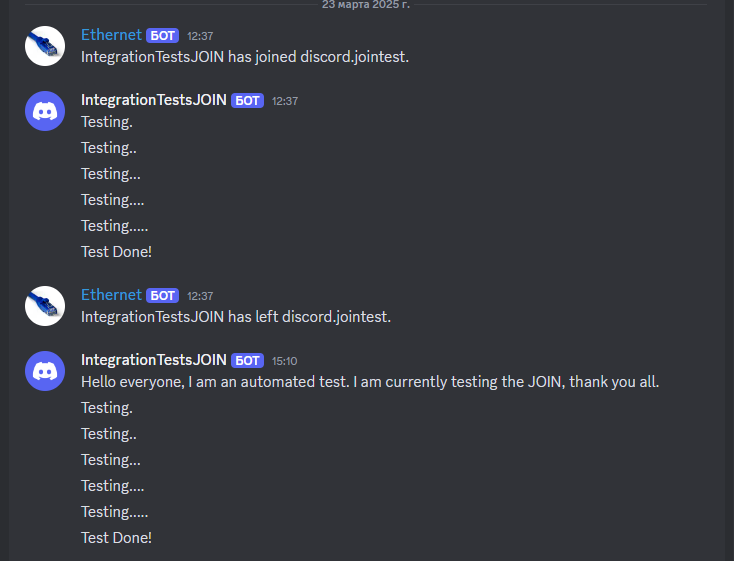 23 марта 2025 г.
Ethernet БОТ 12:37
IntegrationTestsJOIN has joined discord.jointest.
IntegrationTestsJOIN БОТ 12:37
Testing.
Testing..
Testing...
Testing....
Testing.....
Test Done!
Ethernet БОТ 12:37
IntegrationTestsJOIN has left discord.jointest.
IntegrationTestsJOIN БОТ 15:10
Hello everyone, I am an automated test. I am currently testing the JOIN, thank you all.
Testing.
Testing..
Testing...
Testing....
Testing.....
Test Done!